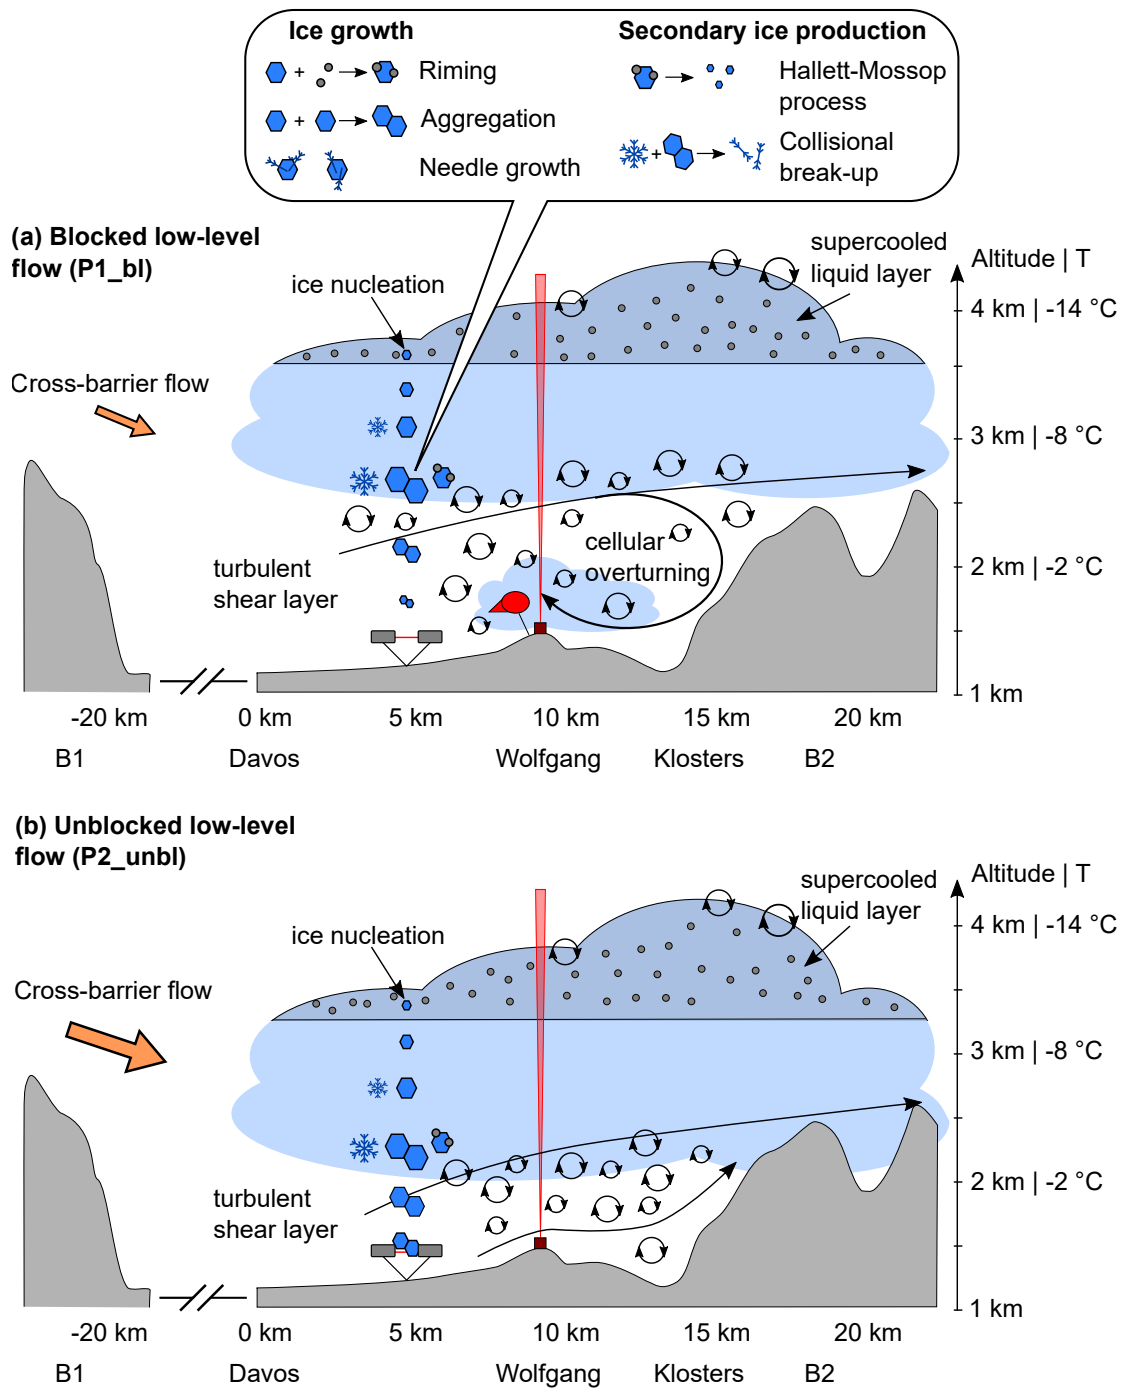 Ice growth
Secondary ice production
Riming
Hallett-Mossop
process
Aggregation
Collisional
break-up
Needle growth
(a) Blocked low-level
flow (P1_bl)
supercooled
liquid layer
Altitude | T
ice nucleation
4 km | -14 °C
Cross-barrier flow
3 km | -8 °C
cellular
overturning
turbulent
shear layer
2 km | -2 °C
1 km
-20 km
0 km
5 km
10 km
15 km
20 km
B1
Davos
Wolfgang
Klosters
B2
(b) Unblocked low-level
flow (P2_unbl)
supercooled
liquid layer
Altitude | T
ice nucleation
4 km | -14 °C
Cross-barrier flow
3 km | -8 °C
turbulent
shear layer
2 km | -2 °C
1 km
-20 km
0 km
5 km
10 km
15 km
20 km
B1
Davos
Wolfgang
Klosters
B2